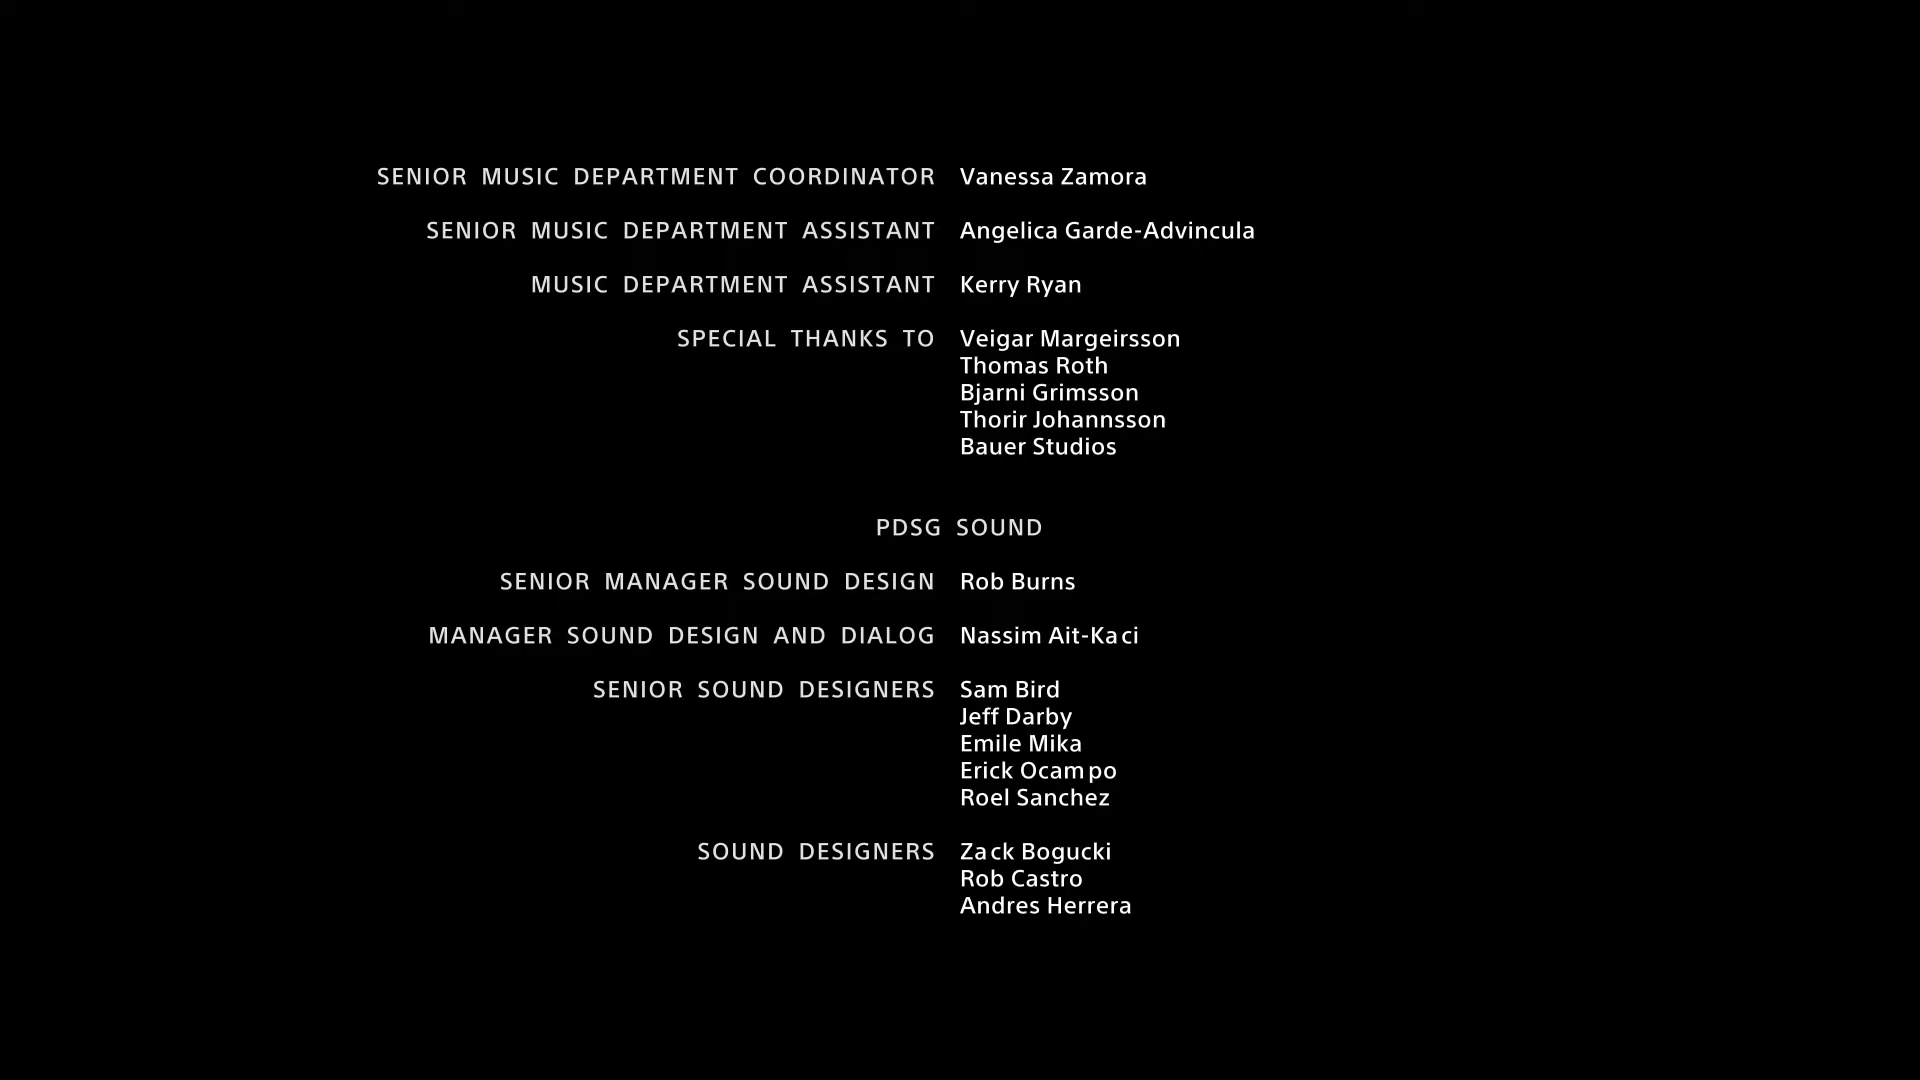 SENIOR MUSIC DEPARTMENT COORDINATOR Vanessa Zamora
SENIOR MUSIC DEPARTMENT ASSISTANT Angelica Garde-Advincula
MUSIC DEPARTMENT ASSISTANT Kerry Ryan
SPECIAL THANKS TO Veigar Margeirsson
Thomas Roth
Bjarni Grimsson
Thorir Johannsson
Bauer Studios
PDSG SOUND
SENIOR MANAGER SOUND DESIGN Rob Burns
MANAGER SOUND DESIGN AND DIALOG Nassim Ait-Kaci
SENIOR SOUND DESIGNERS Sam Bird
Jeff Darby
Emile Mika
Erick Ocampo
Roel Sanchez
SOUND DESIGNERS Zack Bogucki
Rob Castro
Andres Herrera